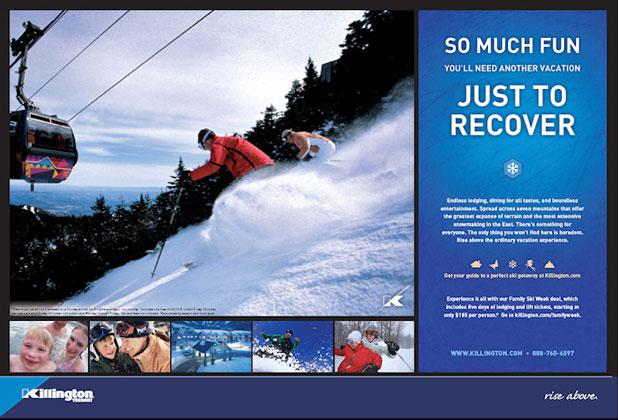 SO MUCH FUN
YOU'LL NEED ANOTHER VACATION
JUST TO
RECOVER
Endless lodging, dining for all tastes, and boundless
entertainment. Spread across seven mountains that offer
the greatest expanse of terrain and the most extensive
snowmaking in the East. There's something for
everyone. The only thing you won't find here is boredom.
Rise above the ordinary vacation experience.
Get your guide to a perfect ski getaway at Killington.com
Experience it all with our Family Ski Week deal, which
includes five days of lodging and lift tickets, starting at
only $185 per person.* Go to killington.com/familyweek.
WWW.KILLINGTON.COM • 888-765-6597
Killington
VERMONT
rise above.